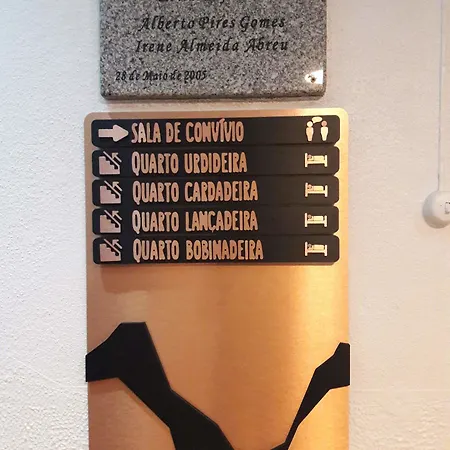 Alberto Pires Gomes
Irene Almeida Abreu
28 de Maio de 2005
SALA DE CONVÍVIO
QUARTO URDIDEIRA
QUARTO CARDADEIRA
QUARTO LANÇADEIRA
QUARTO BOBINADEIRA